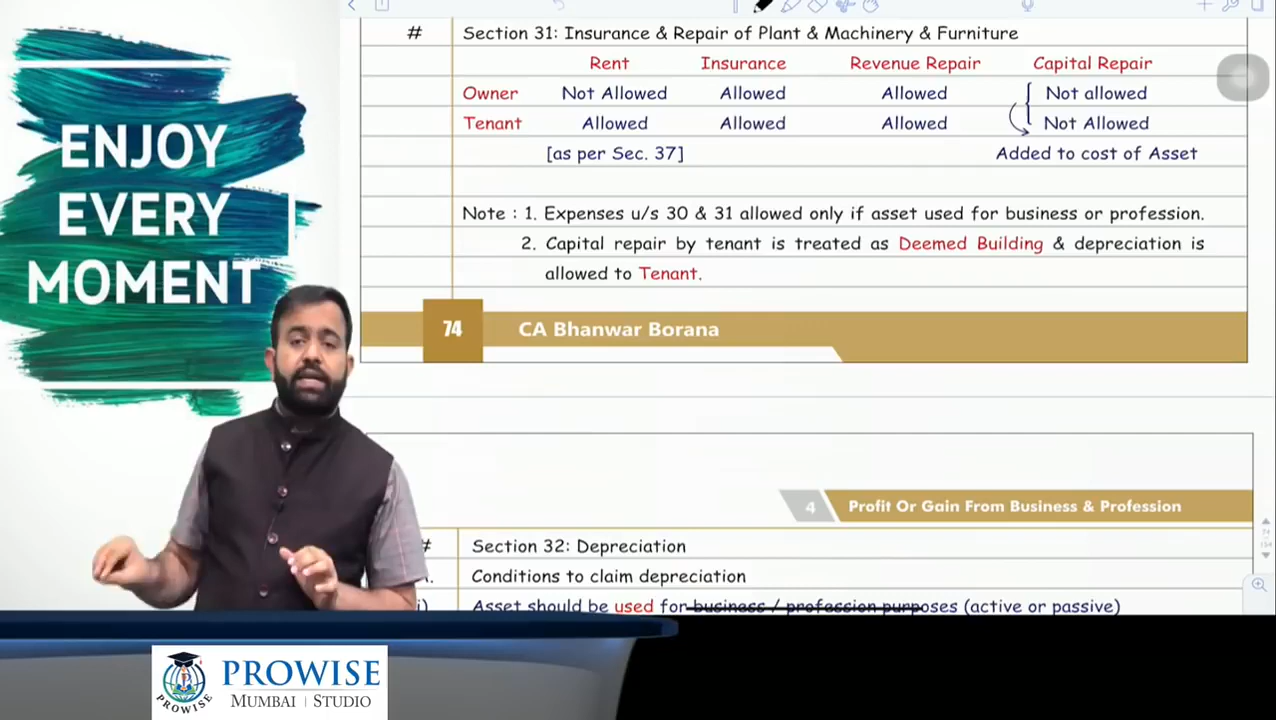 ENJOY
EVERY
MOMENT
# Section 31: Insurance & Repair of Plant & Machinery & Furniture
Rent Insurance Revenue Repair Capital Repair
Owner Not Allowed Allowed Allowed Not allowed
Tenant Allowed Allowed Allowed Not Allowed
[as per Sec. 37] Added to cost of Asset
Note : 1. Expenses u/s 30 & 31 allowed only if asset used for business or profession.
2. Capital repair by tenant is treated as Deemed Building & depreciation is
allowed to Tenant.
74 CA Bhanwar Borana
4 Profit Or Gain From Business & Profession
# Section 32: Depreciation
Conditions to claim depreciation
Asset should be used for business / profession purposes (active or passive)
PROWISE
MUMBAI | STUDIO
PROWISE